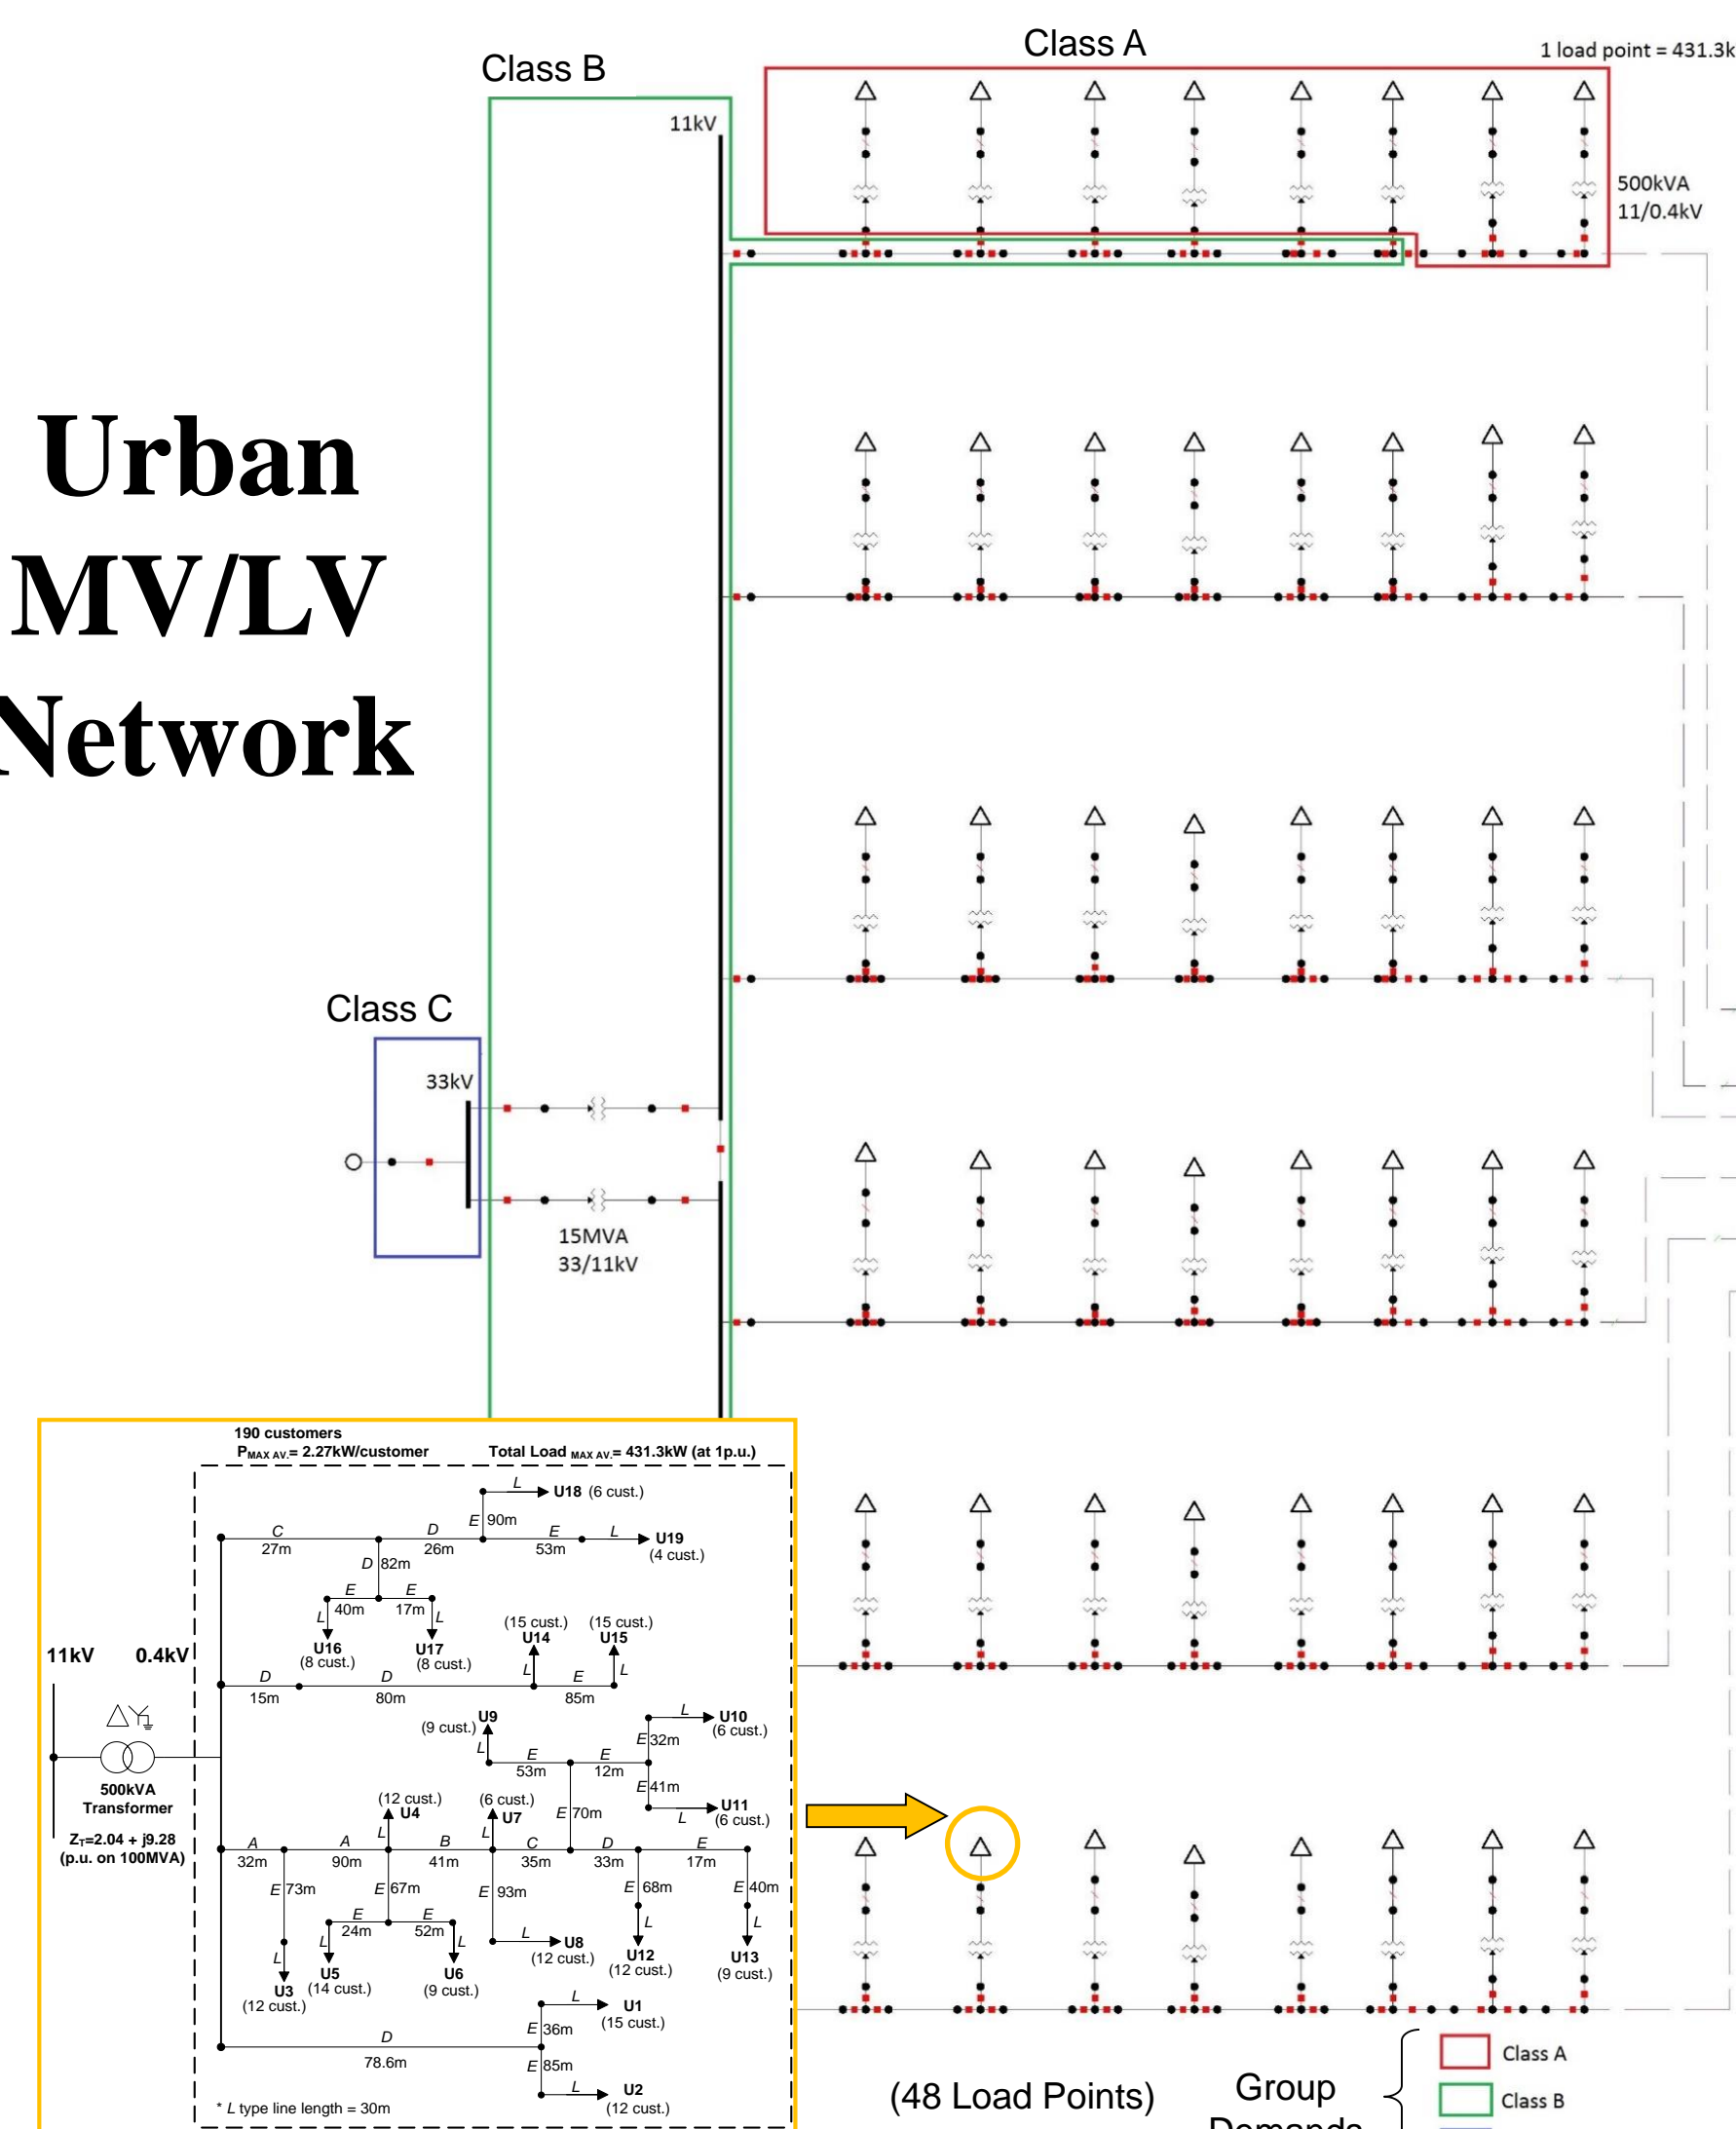 Class A
1 load point = 431.3k
Class B
11kV
500kVA
11/0.4kV
Urban
MV/LV
Network
Class C
33kV
15MVA
33/11kV
190 customers
PMAX AV.= 2.27kW/customer
Total Load MAX AV.= 431.3kW (at 1p.u.)
L
U18 (6 cust.)
E 90m
C
27m
D
26m
E
53m
L
U19
(4 cust.)
D 82m
E
40m
E
17m
L
L
U16
(8 cust.)
U17
(8 cust.)
(15 cust.)
U14
(15 cust.)
U15
L
L
11kV
0.4kV
D
15m
D
80m
E
85m
U9
(9 cust.)
L
E
53m
E
12m
E 32m
L
U10
(6 cust.)
E 41m
L
U11
(6 cust.)
E 70m
500kVA
Transformer
ZT=2.04 + j9.28
(p.u. on 100MVA)
(12 cust.)
U4
L
(6 cust.)
U7
L
A
32m
A
90m
B
41m
C
35m
D
33m
E
17m
E 73m
E 67m
E 93m
E 68m
E 40m
E
24m
E
52m
L
U3
(12 cust.)
L
U5
(14 cust.)
L
U6
(9 cust.)
L
U8
(12 cust.)
L
U12
(12 cust.)
L
U13
(9 cust.)
L
U1
(15 cust.)
E 36m
D
78.6m
E 85m
L
U2
(12 cust.)
* L type line length = 30m
(48 Load Points)
Group
Demands
Class A
Class B